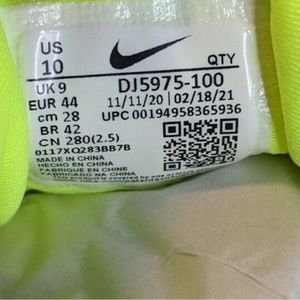 US
10
QTY
UK 9
DJ5975-100
EUR 44
11/11/20 | 02/18/21
cm 28
UPC 00194958365936
BR 42
CN 280(2.5)
0117XQ283BB7B
MADE IN CHINA
HECHO EN CHINA
FABRIQUE EN CHINE
FABRICADO NA CHINA